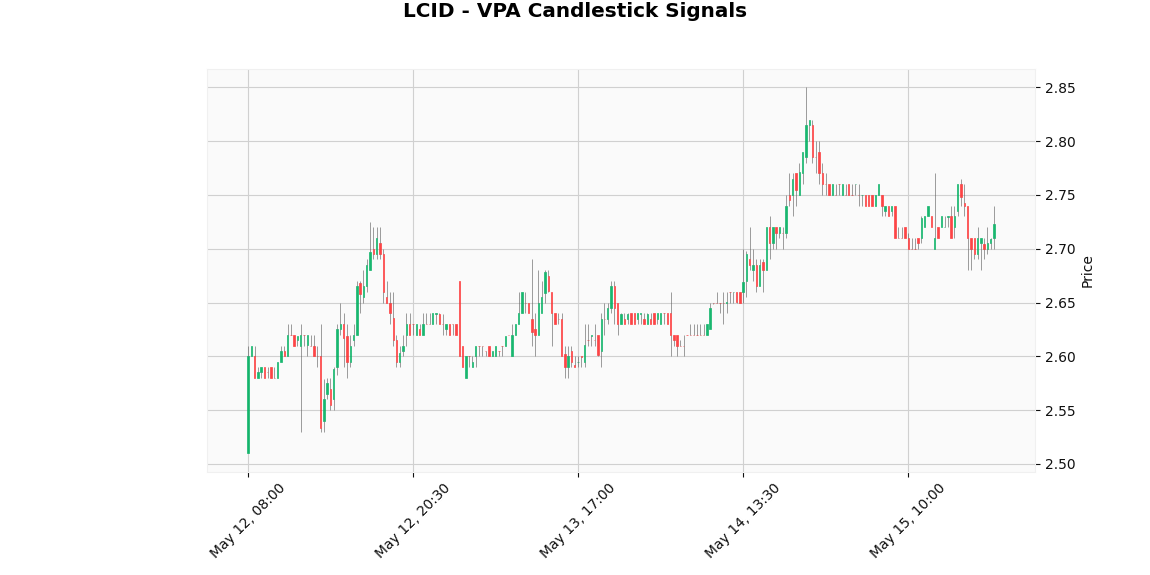 LCID - VPA Candlestick Signals
2.85
2.80
2.75
2.70
2.65
2.60
2.55
2.50
Price
May 12, 08:00
May 12, 20:30
May 13, 17:00
May 14, 13:30
May 15, 10:00